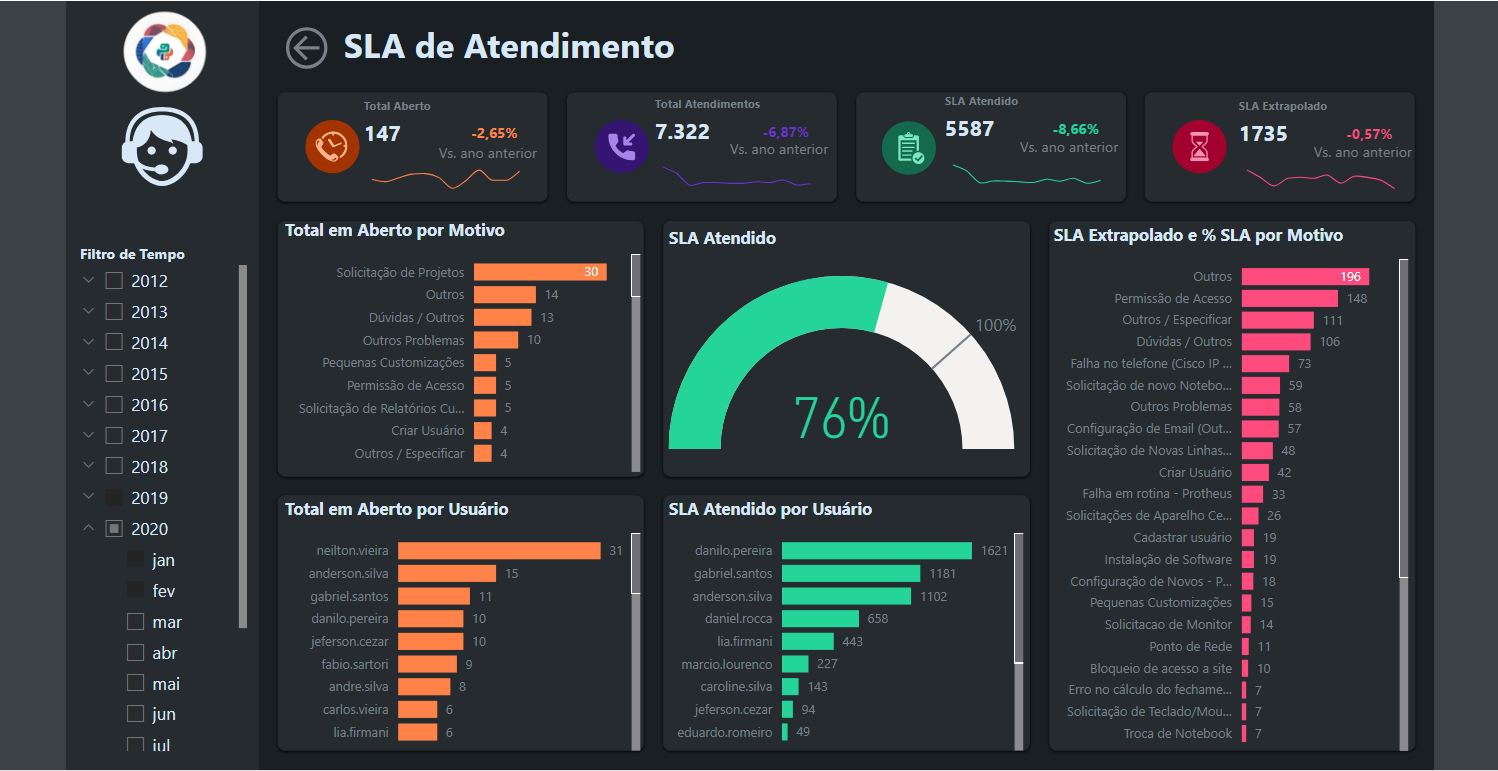 SLA de Atendimento
Total Aberto
147
-2,65%
Vs. ano anterior
Total Atendimentos
7.322
-6,87%
Vs. ano anterior
SLA Atendido
5587
-8,66%
Vs. ano anterior
SLA Extrapolado
1735
-0,57%
Vs. ano anterior
Filtro de Tempo
2012
2013
2014
2015
2016
2017
2018
2019
2020
jan
fev
mar
abr
mai
jun
jul
Total em Aberto por Motivo
Solicitação de Projetos 30
Outros 14
Dúvidas / Outros 13
Outros Problemas 10
Pequenas Customizações 5
Permissão de Acesso 5
Solicitação de Relatórios Cu... 5
Criar Usuário 4
Outros / Especificar 4
SLA Atendido
100%
76%
SLA Extrapolado e % SLA por Motivo
Outros 196
Permissão de Acesso 148
Outros / Especificar 111
Dúvidas / Outros 106
Falha no telefone (Cisco IP ... 73
Solicitação de novo Notebo... 59
Outros Problemas 58
Configuração de Email (Out... 57
Solicitação de Novas Linhas... 48
Criar Usuário 42
Falha em rotina - Protheus 33
Solicitações de Aparelho Ce... 26
Cadastrar usuário 19
Instalação de Software 19
Configuração de Novos - P... 18
Pequenas Customizações 15
Solicitacao de Monitor 14
Ponto de Rede 11
Bloqueio de acesso a site 10
Erro no cálculo do fechame... 7
Solicitação de Teclado/Mou... 7
Troca de Notebook 7
Total em Aberto por Usuário
neilton.vieira 31
anderson.silva 15
gabriel.santos 11
danilo.pereira 10
jeferson.cezar 10
fabio.sartori 9
andre.silva 8
carlos.vieira 6
lia.firmani 6
SLA Atendido por Usuário
danilo.pereira 1621
gabriel.santos 1181
anderson.silva 1102
daniel.rocca 658
lia.firmani 443
marcio.lourenco 227
caroline.silva 143
jeferson.cezar 94
eduardo.romeiro 49